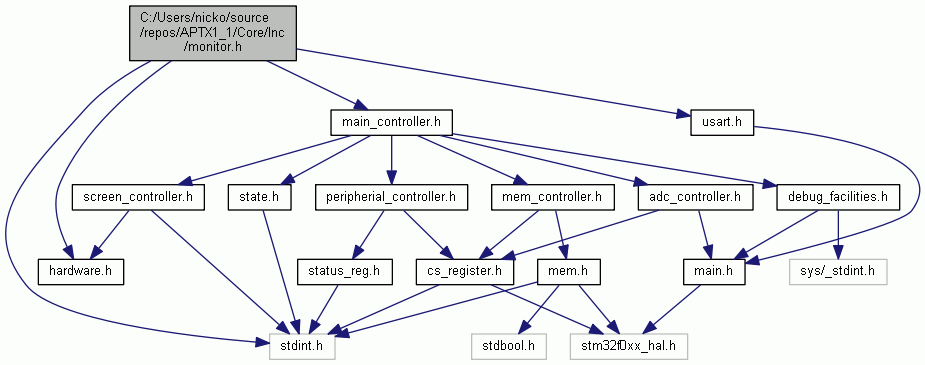 C:/Users/nicko/source
/repos/APTX1_1/Core/Inc
/monitor.h
main_controller.h
usart.h
screen_controller.h
state.h
peripherial_controller.h
mem_controller.h
adc_controller.h
debug_facilities.h
hardware.h
status_reg.h
cs_register.h
mem.h
main.h
sys/_stdint.h
stdint.h
stdbool.h
stm32f0xx_hal.h